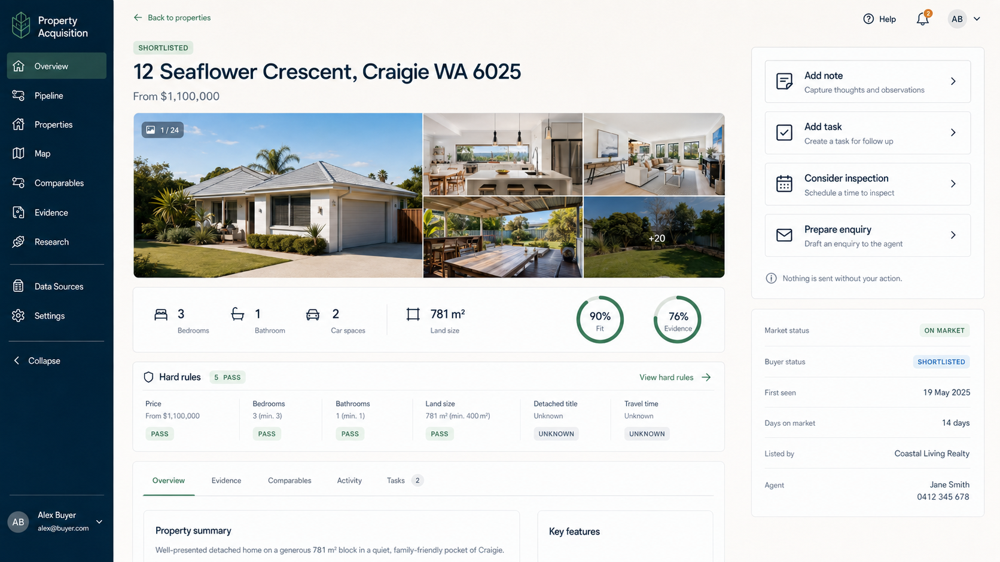 Property
Acquisition
Overview
Pipeline
Properties
Map
Comparables
Evidence
Research
Data Sources
Settings
Collapse
AB
Alex Buyer
alex@buyer.com
← Back to properties
Help
2
AB
SHORTLISTED
12 Seaflower Crescent, Craigie WA 6025
From $1,100,000
1 / 24
+20
3
Bedrooms
1
Bathroom
2
Car spaces
781 m²
Land size
90%
Fit
76%
Evidence
Hard rules
5 PASS
View hard rules →
Price
From $1,100,000
PASS
Bedrooms
3 (min. 3)
PASS
Bathrooms
1 (min. 1)
PASS
Land size
781 m² (min. 400 m²)
PASS
Detached title
Unknown
UNKNOWN
Travel time
Unknown
UNKNOWN
Overview
Evidence
Comparables
Activity
Tasks 2
Property summary
Well-presented detached home on a generous 781 m² block in a quiet, family-friendly pocket of Craigie.
Key features
Add note
Capture thoughts and observations
Add task
Create a task for follow up
Consider inspection
Schedule a time to inspect
Prepare enquiry
Draft an enquiry to the agent
Nothing is sent without your action.
Market status ON MARKET
Buyer status SHORTLISTED
First seen 19 May 2025
Days on market 14 days
Listed by Coastal Living Realty
Agent Jane Smith
0412 345 678